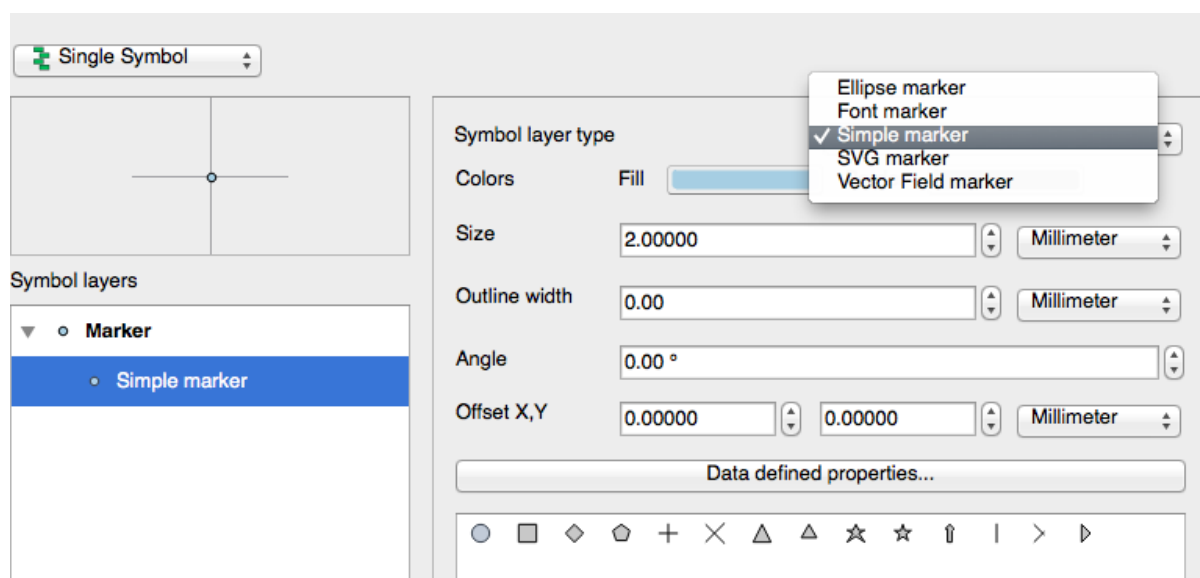 Single Symbol
Ellipse marker
Font marker
Symbol layer type
✓ Simple marker
SVG marker
Colors Fill
Vector Field marker
Size 2.00000 Millimeter
Symbol layers
Outline width 0.00 Millimeter
Marker
Angle 0.00 °
Simple marker
Offset X,Y 0.00000 0.00000 Millimeter
Data defined properties...